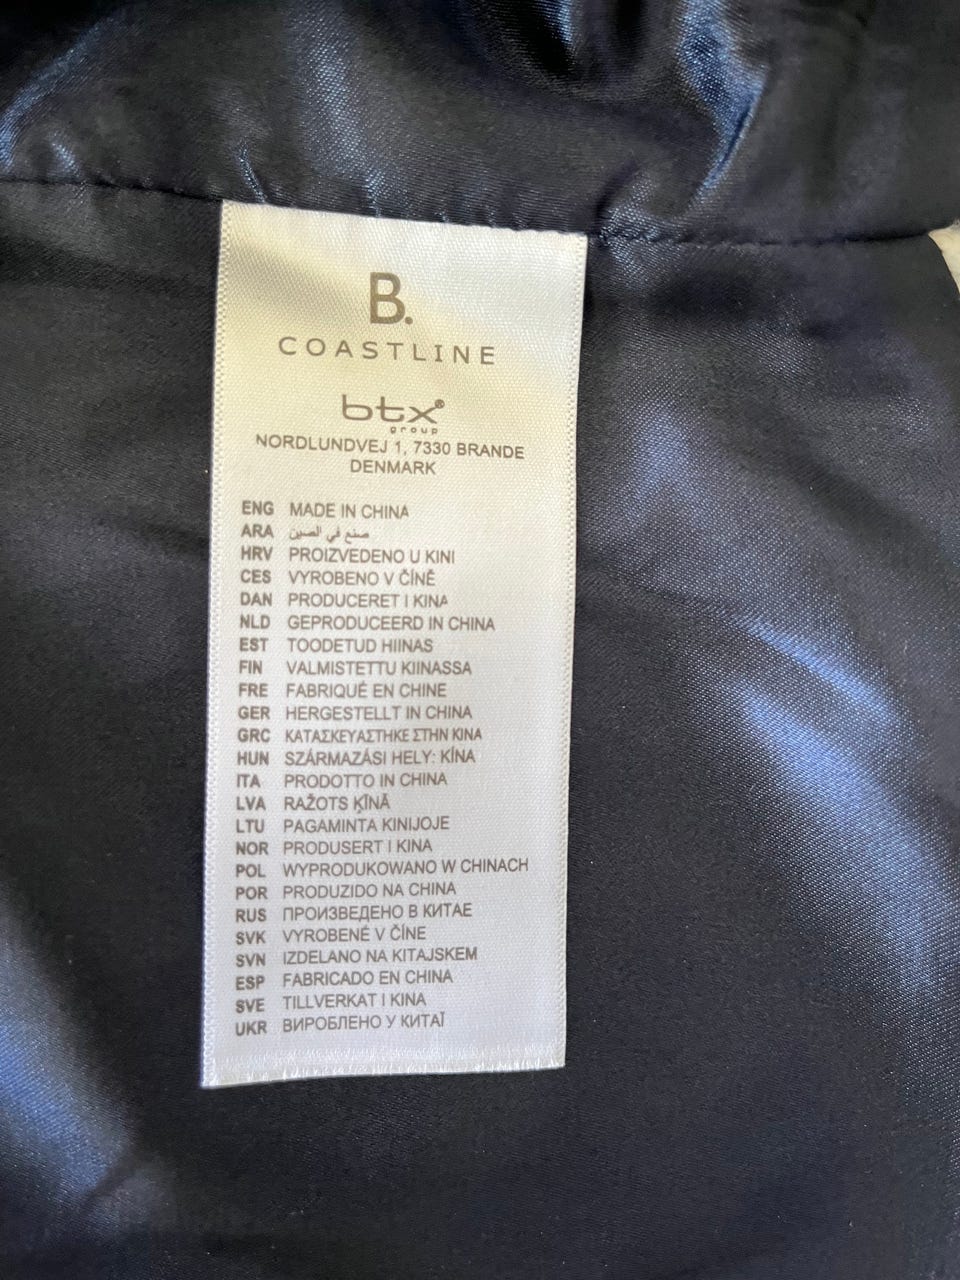 B.
COASTLINE
btx®
group
NORDLUNDVEJ 1, 7330 BRANDE
DENMARK
ENG MADE IN CHINA
ARA صنع في الصين
HRV PROIZVEDENO U KINI
CES VYROBENO V ČÍNĚ
DAN PRODUCERET I KINA
NLD GEPRODUCEERD IN CHINA
EST TOODETUD HIINAS
FIN VALMISTETTU KIINASSA
FRE FABRIQUÉ EN CHINE
GER HERGESTELLT IN CHINA
GRC ΚΑΤΑΣΚΕΥΑΣΤΗΚΕ ΣΤΗΝ ΚΙΝΑ
HUN SZÁRMAZÁSI HELY: KÍNA
ITA PRODOTTO IN CHINA
LVA RAŽOTS ĶĪNĀ
LTU PAGAMINTA KINIJOJE
NOR PRODUSERT I KINA
POL WYPRODUKOWANO W CHINACH
POR PRODUZIDO NA CHINA
RUS ПРОИЗВЕДЕНО В КИТАЕ
SVK VYROBENÉ V ČÍNE
SVN IZDELANO NA KITAJSKEM
ESP FABRICADO EN CHINA
SVE TILLVERKAT I KINA
UKR ВИРОБЛЕНО У КИТАЇ